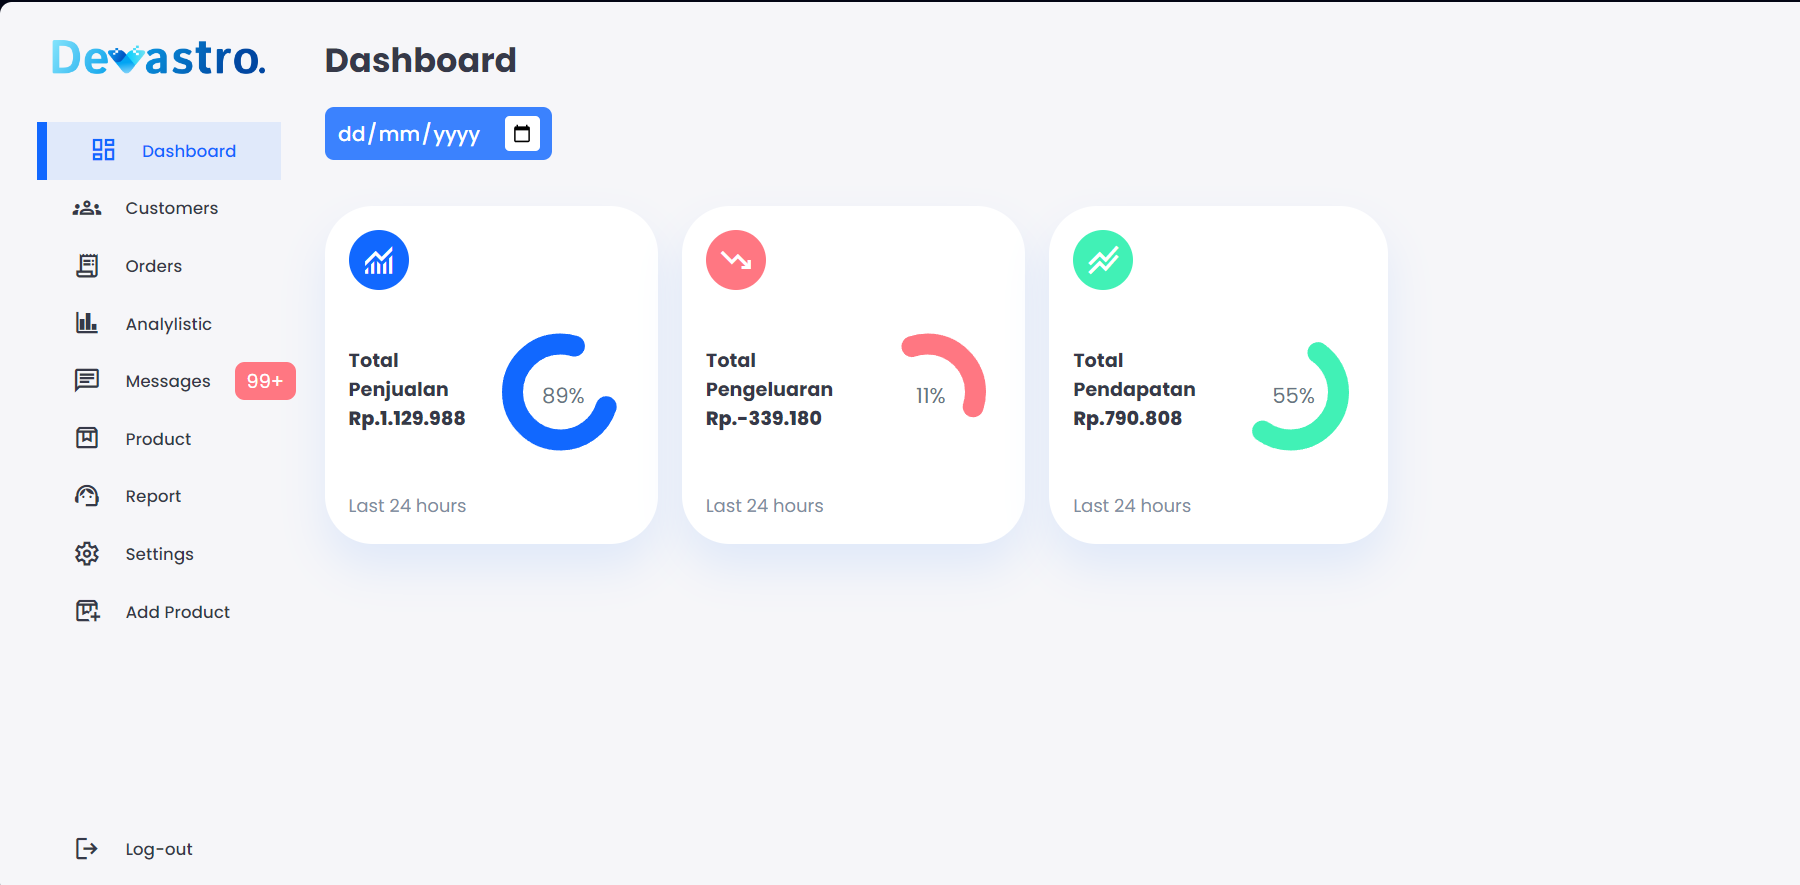 Devastro.
Dashboard
Customers
Orders
Analylistic
Messages 99+
Product
Report
Settings
Add Product
Log-out
Dashboard
dd/mm/yyyy
Total
Penjualan
Rp.1.129.988
89%
Last 24 hours
Total
Pengeluaran
Rp.-339.180
11%
Last 24 hours
Total
Pendapatan
Rp.790.808
55%
Last 24 hours